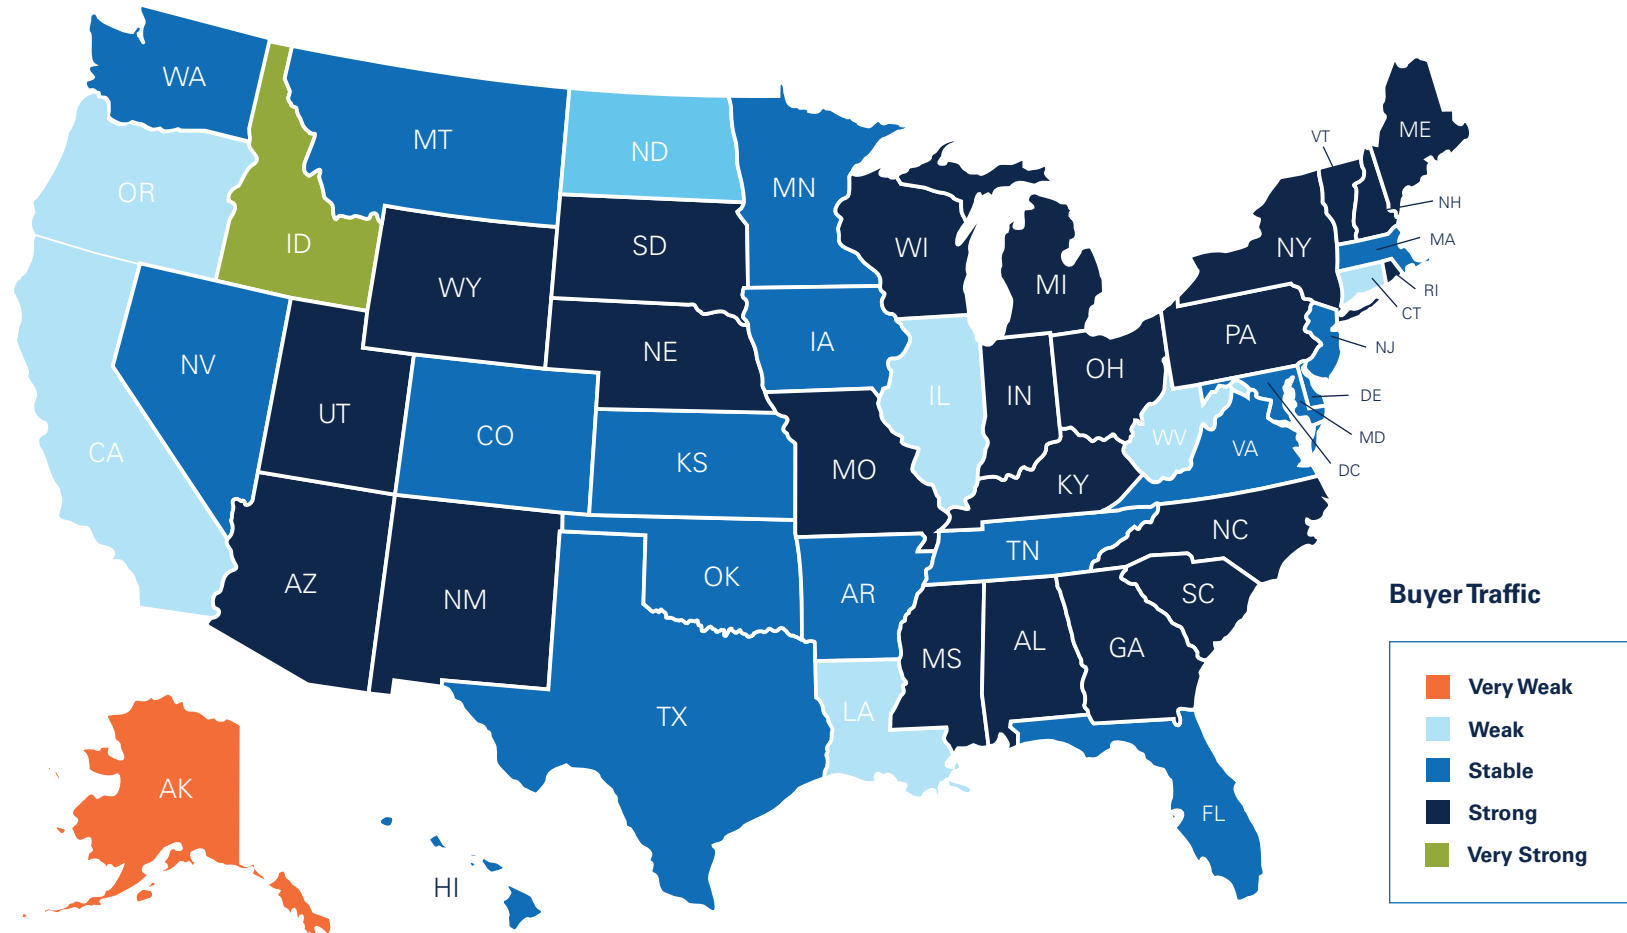 WA
MT
ND
MN
OR
ID
SD
WI
MI
NY
VT
ME
NH
MA
RI
CT
WY
NE
IA
PA
NJ
NV
UT
CO
KS
MO
IL
IN
OH
WV
VA
DE
MD
DC
CA
KY
NC
TN
AZ
NM
OK
AR
SC
MS
AL
GA
TX
LA
FL
AK
HI
Buyer Traffic
Very Weak
Weak
Stable
Strong
Very Strong